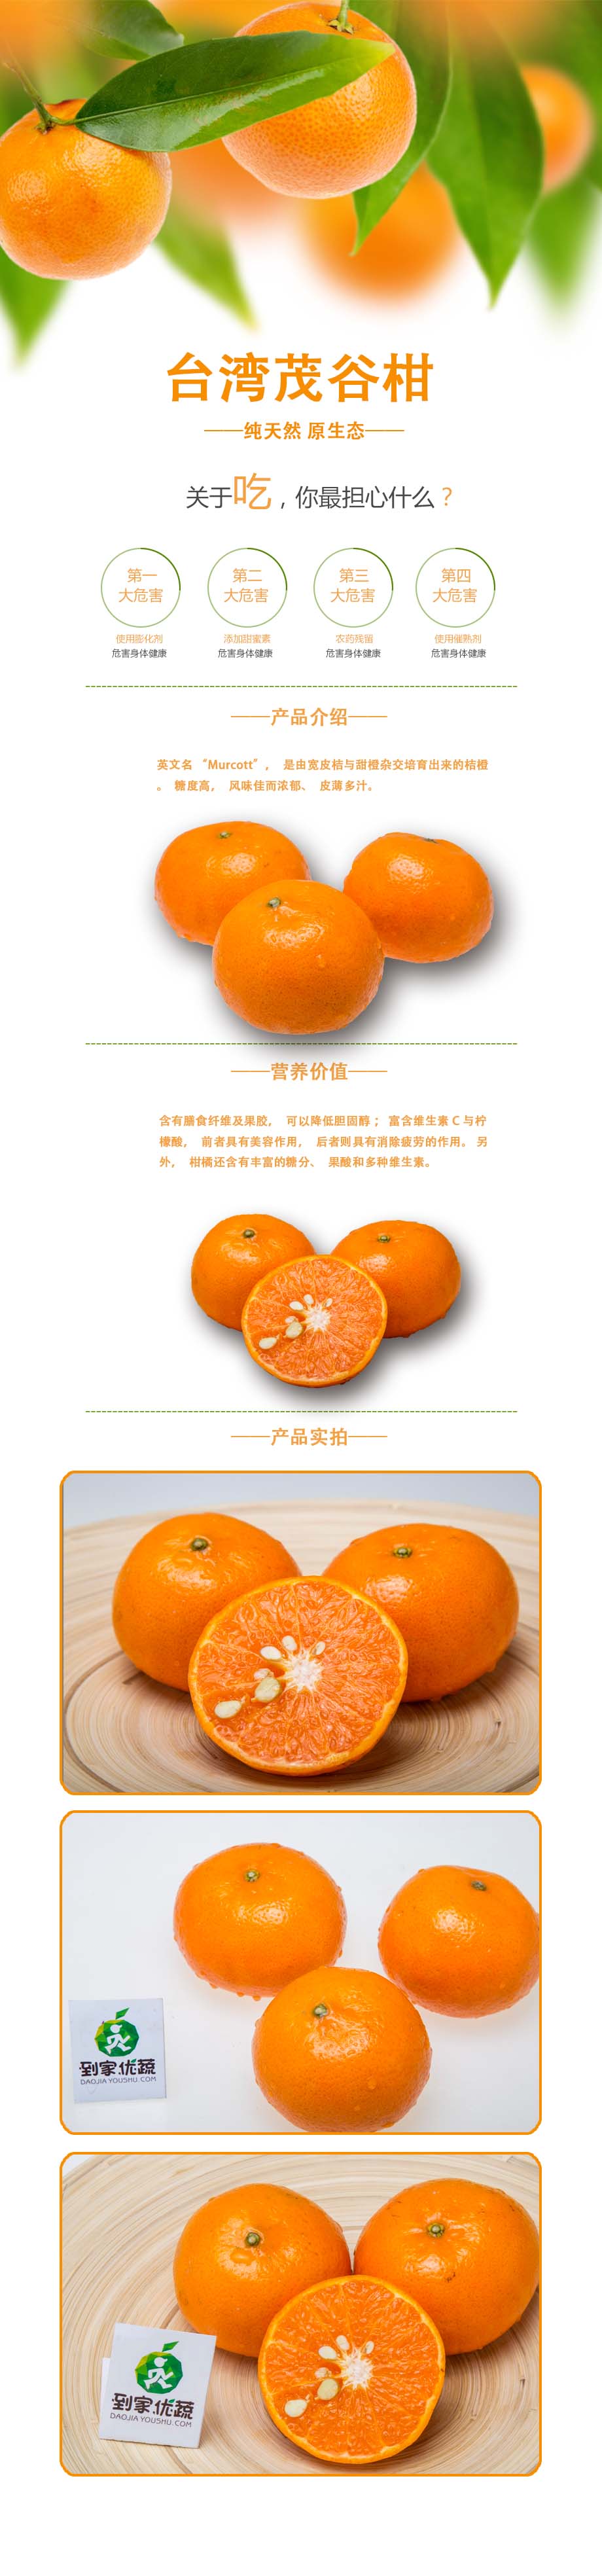 台湾茂谷柑
——纯天然 原生态——
关于吃，你最担心什么？
第一
大危害
使用膨化剂
危害身体健康
第二
大危害
添加甜蜜素
危害身体健康
第三
大危害
农药残留
危害身体健康
第四
大危害
使用催熟剂
危害身体健康
——产品介绍——
英文名 “Murcott”， 是由宽皮桔与甜橙杂交培育出来的桔橙
。 糖度高， 风味佳而浓郁、 皮薄多汁。
——营养价值——
含有膳食纤维及果胶， 可以降低胆固醇； 富含维生素 C 与柠
檬酸， 前者具有美容作用， 后者则具有消除疲劳的作用。 另
外， 柑橘还含有丰富的糖分、 果酸和多种维生素。
——产品实拍——
到家优蔬
DAOJIA YOUSHU.COM
到家优蔬
DAOJIA YOUSHU.COM